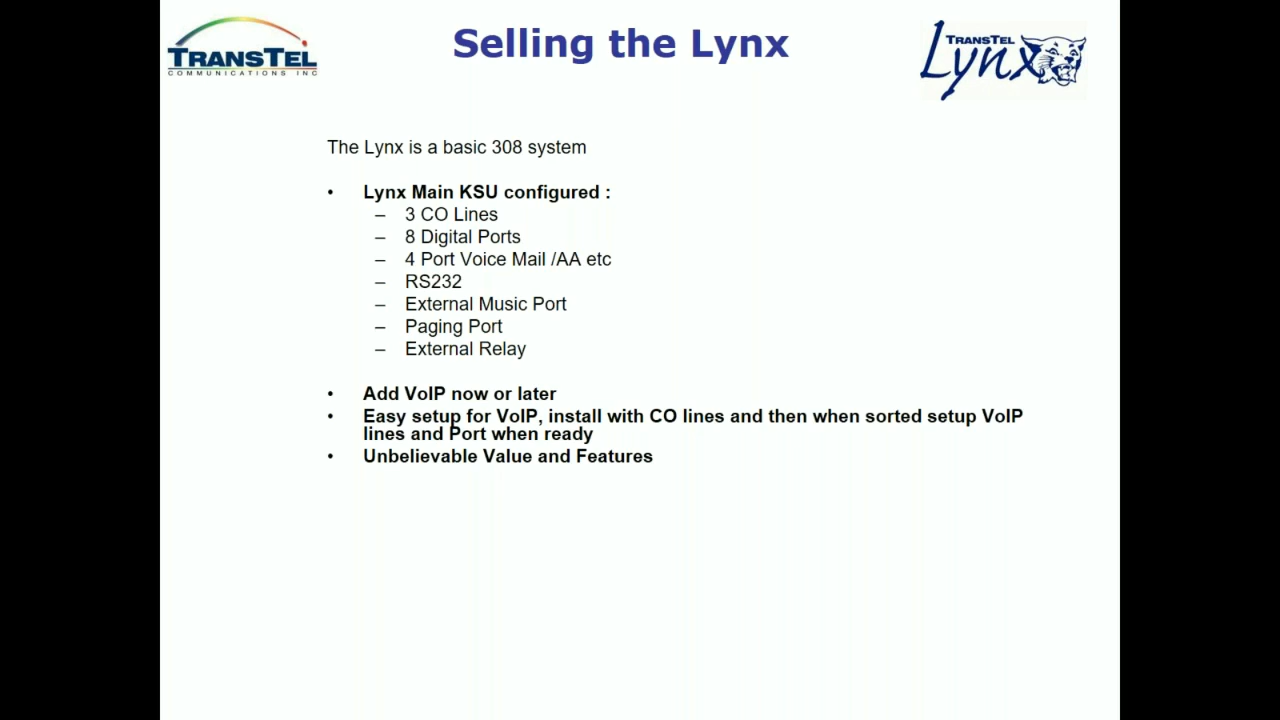 TRANSTEL
COMMUNICATIONS INC
Selling the Lynx
TRANSTEL
Lynx
The Lynx is a basic 308 system
• Lynx Main KSU configured :
– 3 CO Lines
– 8 Digital Ports
– 4 Port Voice Mail /AA etc
– RS232
– External Music Port
– Paging Port
– External Relay
• Add VoIP now or later
• Easy setup for VoIP, install with CO lines and then when sorted setup VoIP
lines and Port when ready
• Unbelievable Value and Features